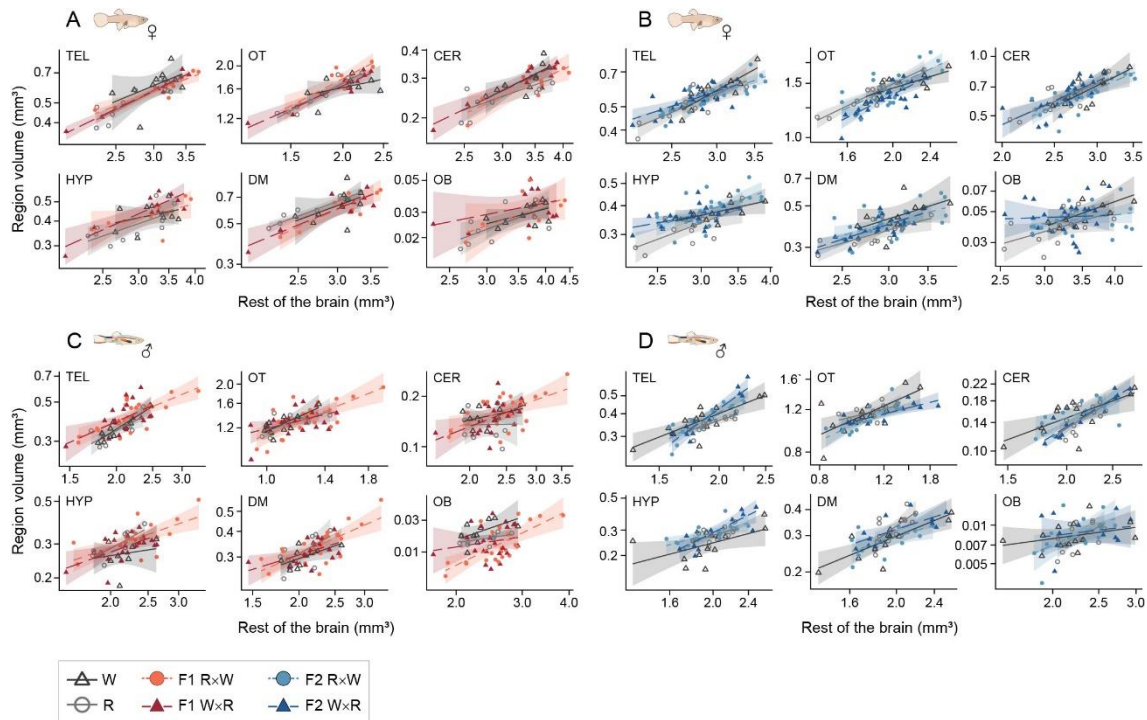 A
♀
TEL
OT
CER
0.7
0.5
0.4
2.5 3.0 3.5
2.0
1.6
1.2
1.5 2.0 2.5
0.4
0.3
0.2
2.5 3.0 3.5 4.0
HYP
DM
OB
0.5
0.3
2.5 3.0 3.5 4.0
0.7
0.5
0.3
2.0 2.5 3.0 3.5
0.05
0.03
0.02
2.5 3.0 3.5 4.0 4.5
Region volume (mm³)
Rest of the brain (mm³)
B
♀
TEL
OT
CER
0.7
0.5
0.4
2.5 3.0 3.5
1.5
1.0
1.6 2.0 2.4
1.0
0.7
0.5
2.0 2.5 3.0 3.5
HYP
DM
OB
0.5
0.4
0.3
0.2
2.5 3.0 3.5 4.0
0.5
0.3
2.5 3.0 3.5
0.07
0.05
0.03
2.5 3.0 3.5 4.0
Rest of the brain (mm³)
C
♂
TEL
OT
CER
0.7
0.5
0.3
1.5 2.0 2.5 3.0
2.0
1.6
1.2
1.0 1.4 1.8
0.2
0.15
0.1
2.0 2.5 3.0 3.5
HYP
DM
OB
0.5
0.3
0.2
2.0 2.5 3.0
0.5
0.4
0.3
1.5 2.0 2.5 3.0
0.03
0.01
2.0 3.0 4.0
Region volume (mm³)
Rest of the brain (mm³)
D
♂
TEL
OT
CER
0.5
0.4
0.3
1.5 2.0 2.5
1.6
1.2
0.8
0.8 1.2 1.8
0.22
0.18
0.14
0.10
1.5 2.0 2.5
HYP
DM
OB
0.5
0.3
0.2
1.6 2.0 2.4
0.4
0.3
0.2
1.6 2.0 2.4
0.01
0.007
0.005
2.0 2.5 3.0
Rest of the brain (mm³)
W F1 R×W F2 R×W
R F1 W×R F2 W×R